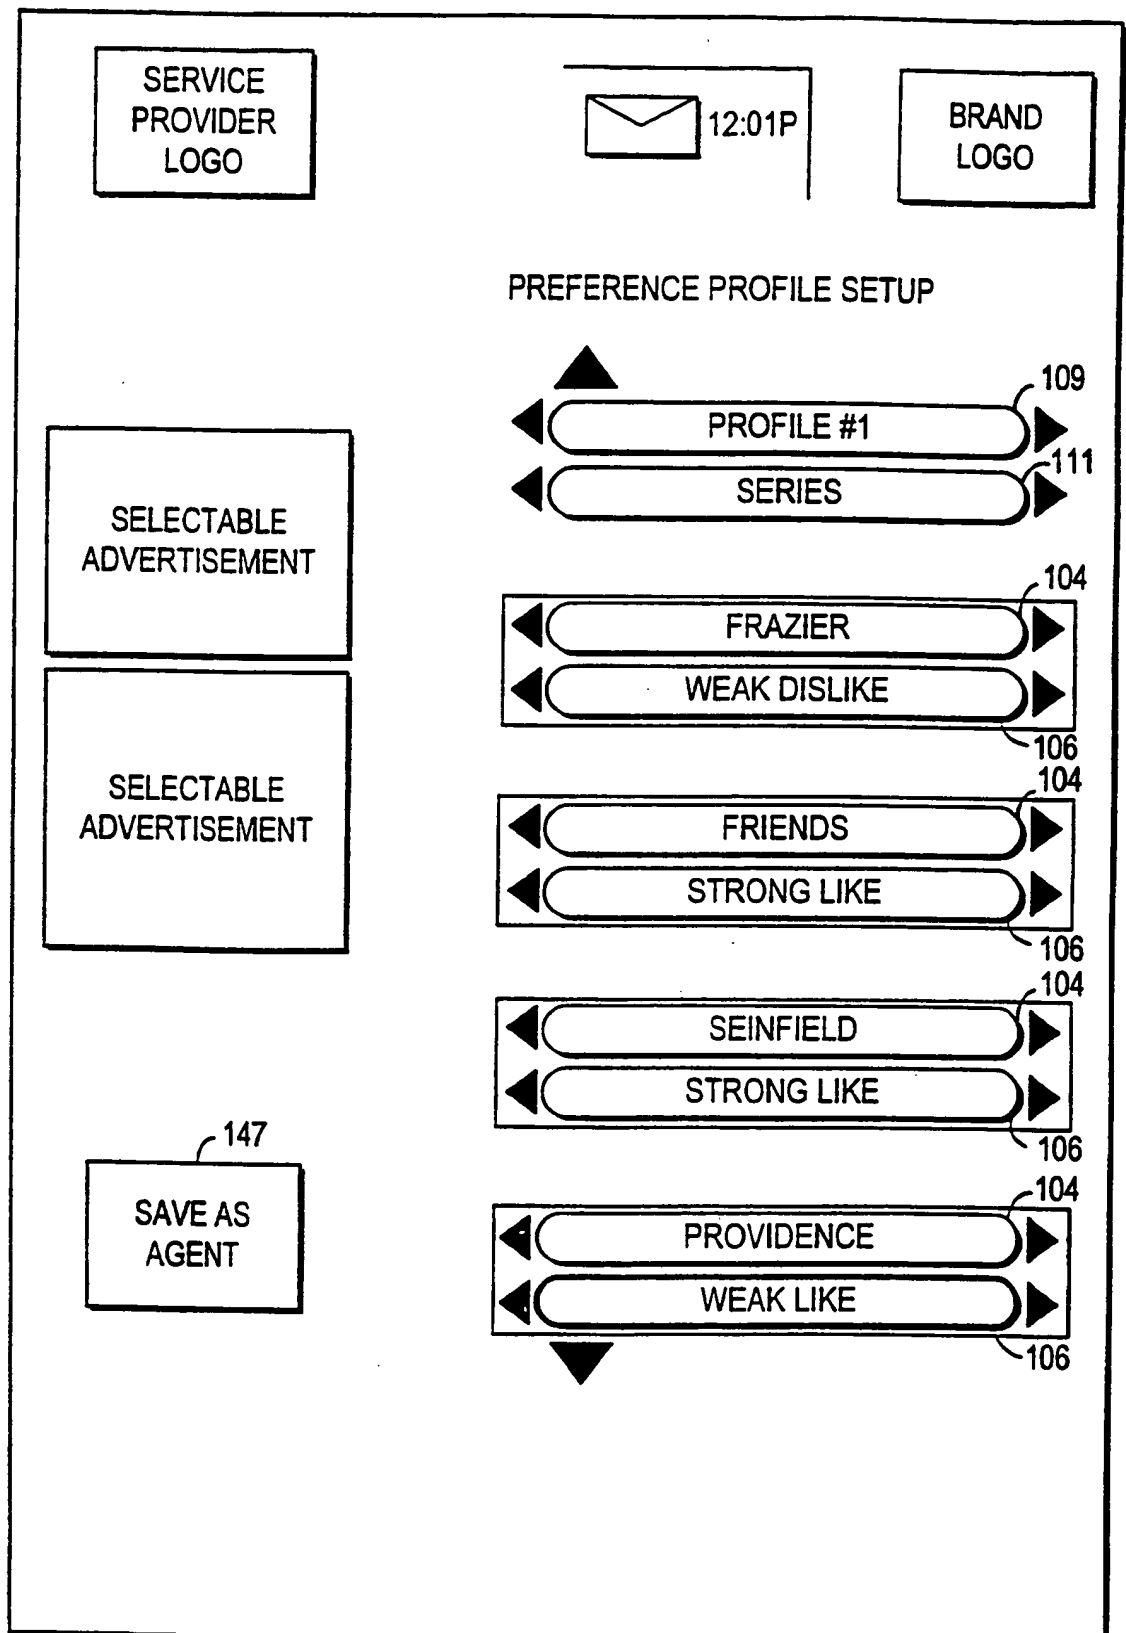 SERVICE
PROVIDER
LOGO
12:01P
BRAND
LOGO
PREFERENCE PROFILE SETUP
109
PROFILE #1
111
SERIES
SELECTABLE
ADVERTISEMENT
104
FRAZIER
WEAK DISLIKE
106
SELECTABLE
ADVERTISEMENT
104
FRIENDS
STRONG LIKE
106
104
SEINFIELD
STRONG LIKE
106
147
SAVE AS
AGENT
104
PROVIDENCE
WEAK LIKE
106